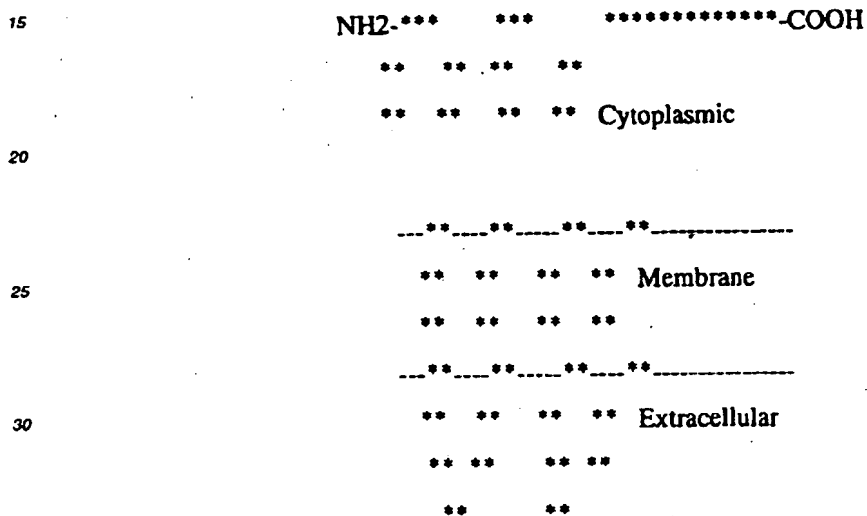 15 NH2-*** *** *************-COOH
** ** ** **
** ** ** ** Cytoplasmic
20
---**----**-----**----**---------------
25 ** ** ** ** Membrane
** ** ** **
---**----**-----**----**---------------
30 ** ** ** ** Extracellular
** ** ** **
** **